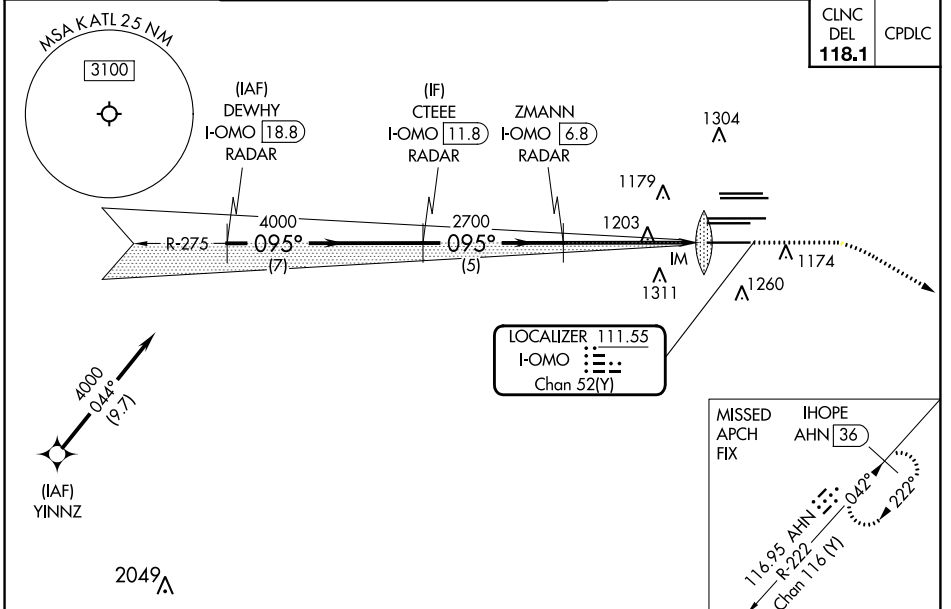 MSA KATL 25 NM
3100
CLNC
DEL
118.1
CPDLC
(IAF)
DEWHY
I-OMO 18.8
RADAR
(IF)
CTEEE
I-OMO 11.8
RADAR
ZMANN
I-OMO 6.8
RADAR
1304
1179
1203
4000
2700
R-275
095°
095°
(7)
(5)
IM
1311
1174
1260
LOCALIZER 111.55
I-OMO
Chan 52(Y)
4000
044°
(9.7)
(IAF)
YINNZ
2049
MISSED
APCH
FIX
IHOPE
AHN 36
042°
222°
116.95 AHN
R-222
Chan 116 (Y)